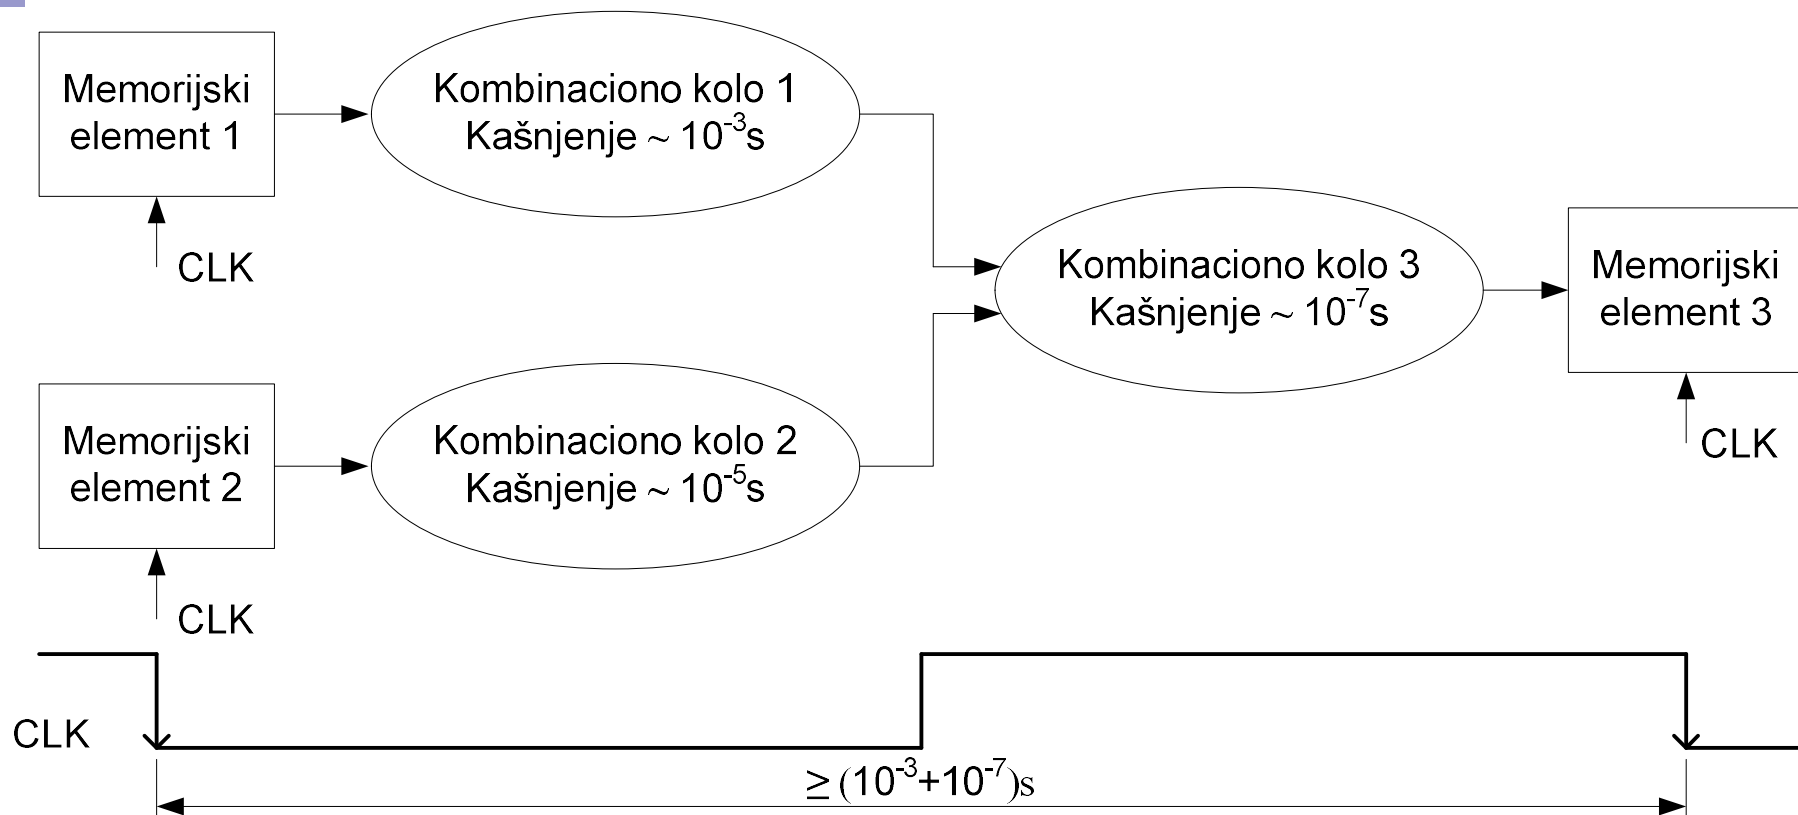 Memorijski
element 1
CLK
Kombinaciono kolo 1
Kašnjenje ~ 10⁻³s
Memorijski
element 2
CLK
Kombinaciono kolo 2
Kašnjenje ~ 10⁻⁵s
Kombinaciono kolo 3
Kašnjenje ~ 10⁻⁷s
Memorijski
element 3
CLK
CLK
≥ (10⁻³+10⁻⁷)s